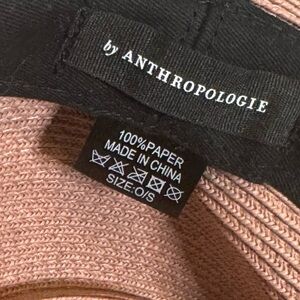 by ANTHROPOLOGIE
100%PAPER
MADE IN CHINA
SIZE:O/S